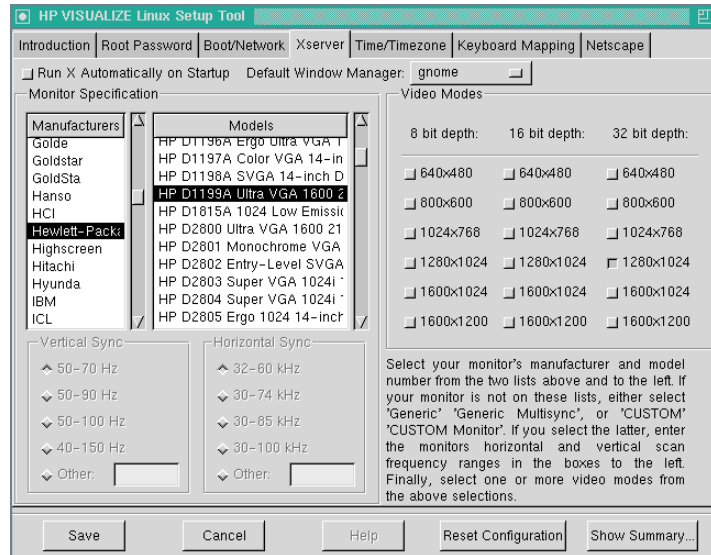 HP VISUALIZE Linux Setup Tool
Introduction Root Password Boot/Network Xserver Time/Timezone Keyboard Mapping Netscape
Run X Automatically on Startup Default Window Manager: gnome
Monitor Specification
Manufacturers
Golde
Goldstar
GoldSta
Hanso
HCI
Hewlett-Packa
Highscreen
Hitachi
Hyunda
IBM
ICL
Models
HP D1196A Ergo Ultra VGA 1
HP D1197A Color VGA 14-in
HP D1198A SVGA 14-inch D
HP D1199A Ultra VGA 1600 2
HP D1815A 1024 Low Emissic
HP D2800 Ultra VGA 1600 21
HP D2801 Monochrome VGA
HP D2802 Entry-Level SVGA
HP D2803 Super VGA 1024i
HP D2804 Super VGA 1024i
HP D2805 Ergo 1024 14-inch
Vertical Sync
50-70 Hz
50-90 Hz
50-100 Hz
40-150 Hz
Other:
Horizontal Sync
32-60 kHz
30-74 kHz
30-85 kHz
30-100 kHz
Other:
Video Modes
8 bit depth: 16 bit depth: 32 bit depth:
640x480 640x480 640x480
800x600 800x600 800x600
1024x768 1024x768 1024x768
1280x1024 1280x1024 1280x1024
1600x1024 1600x1024 1600x1024
1600x1200 1600x1200 1600x1200
Select your monitor's manufacturer and model
number from the two lists above and to the left. If
your monitor is not on these lists, either select
'Generic' 'Generic Multisync', or 'CUSTOM'
'CUSTOM Monitor'. If you select the latter, enter
the monitors horizontal and vertical scan
frequency ranges in the boxes to the left.
Finally, select one or more video modes from
the above selections.
Save Cancel Help Reset Configuration Show Summary...